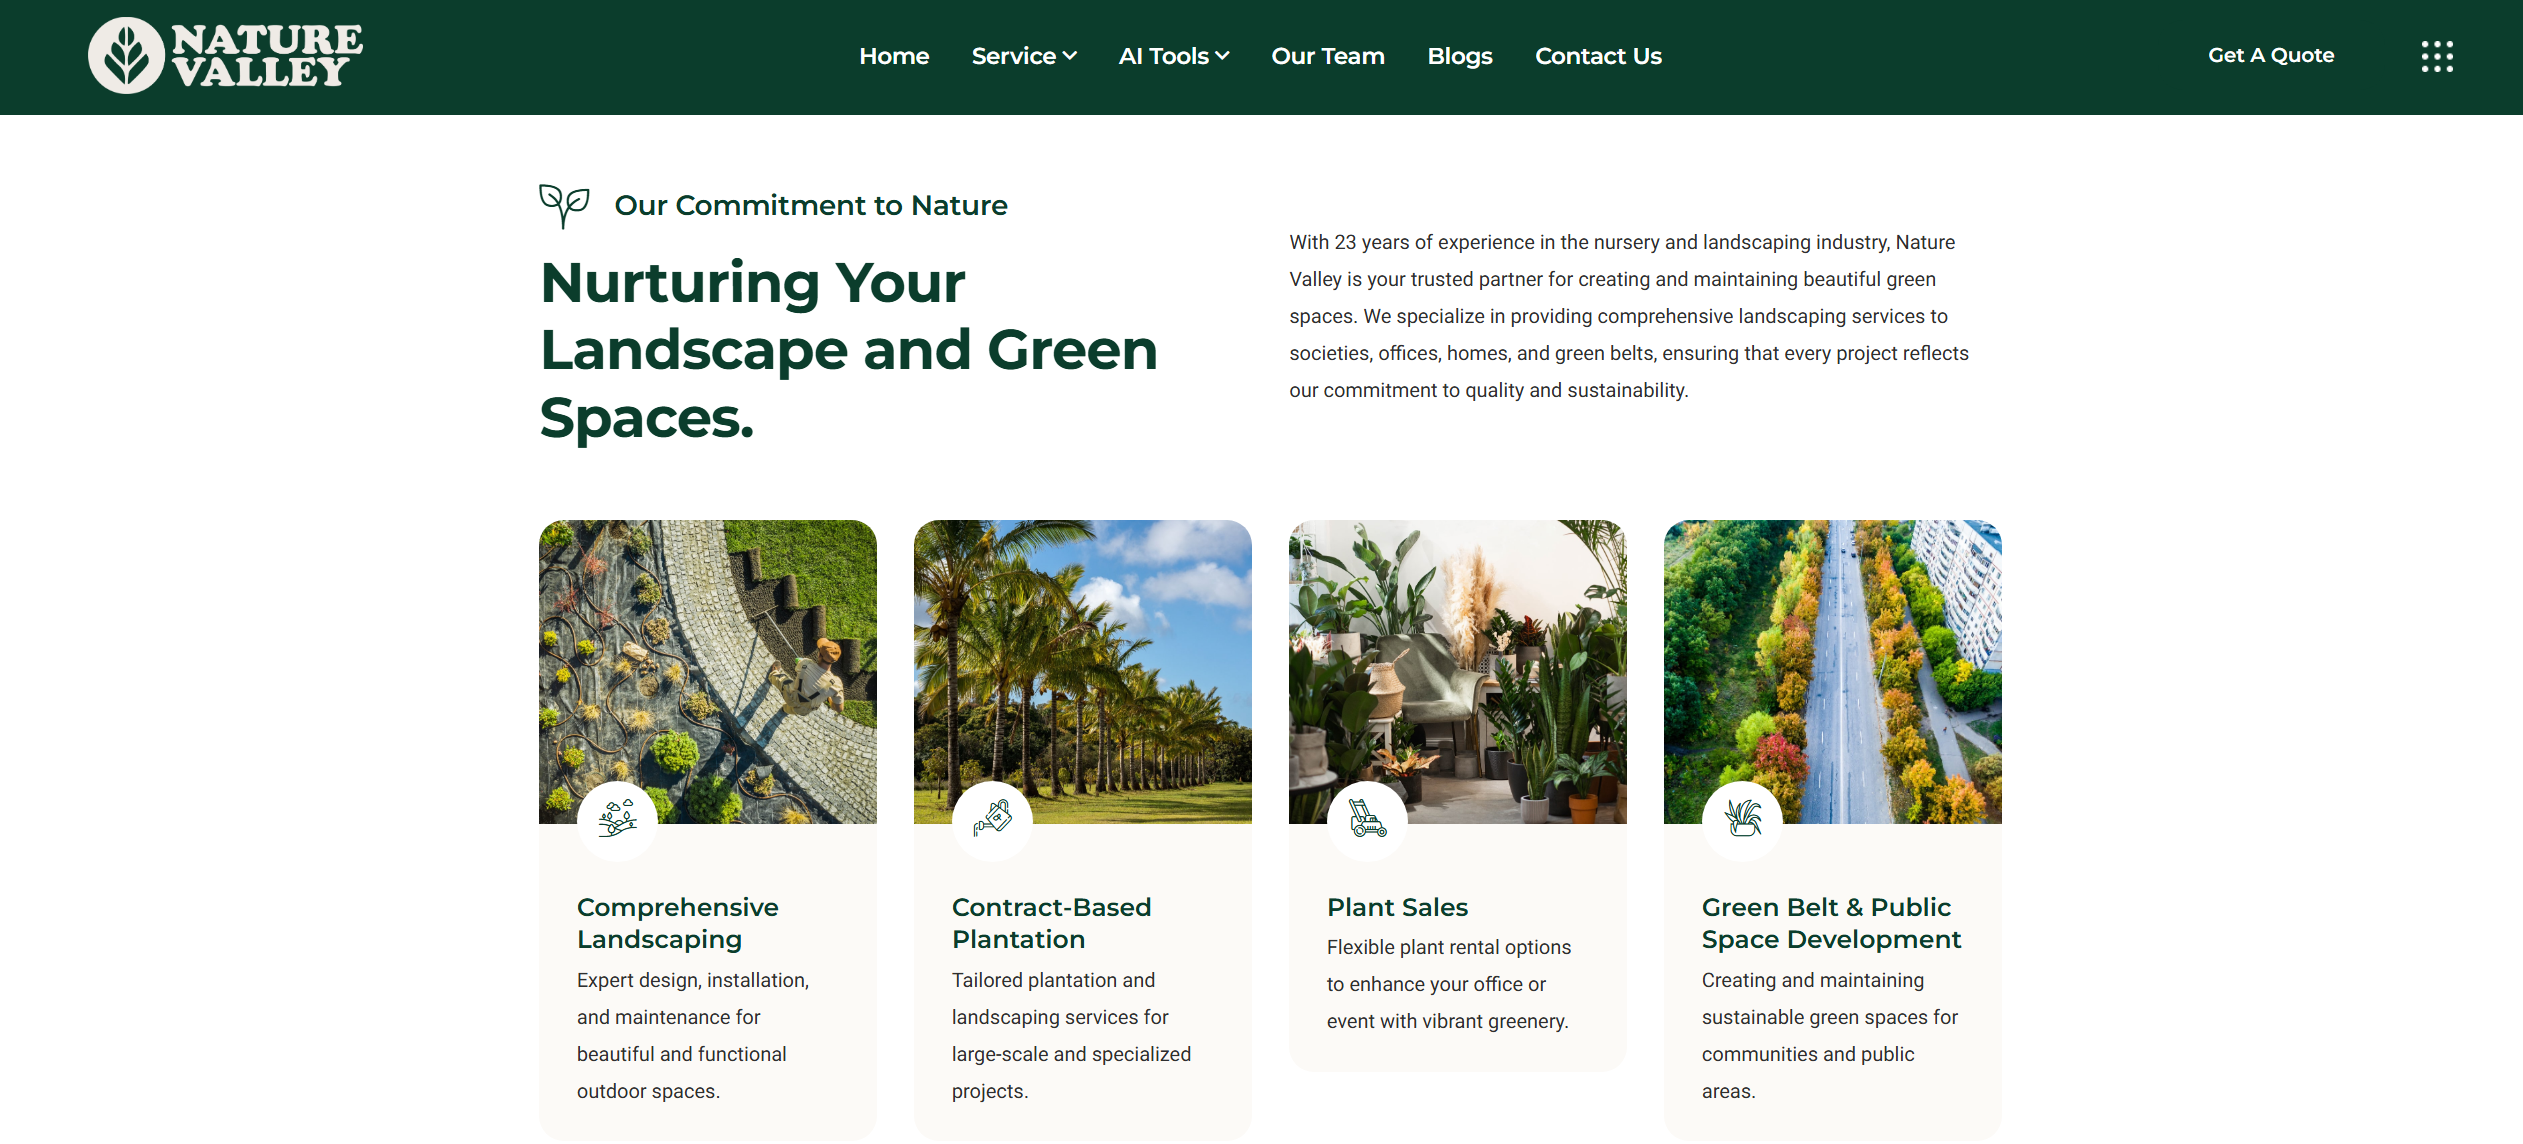 NATURE
VALLEY
Home
Service
AI Tools
Our Team
Blogs
Contact Us
Get A Quote
Our Commitment to Nature
Nurturing Your
Landscape and Green
Spaces.
With 23 years of experience in the nursery and landscaping industry, Nature
Valley is your trusted partner for creating and maintaining beautiful green
spaces. We specialize in providing comprehensive landscaping services to
societies, offices, homes, and green belts, ensuring that every project reflects
our commitment to quality and sustainability.
Comprehensive
Landscaping
Expert design, installation,
and maintenance for
beautiful and functional
outdoor spaces.
Contract-Based
Plantation
Tailored plantation and
landscaping services for
large-scale and specialized
projects.
Plant Sales
Flexible plant rental options
to enhance your office or
event with vibrant greenery.
Green Belt & Public
Space Development
Creating and maintaining
sustainable green spaces for
communities and public
areas.